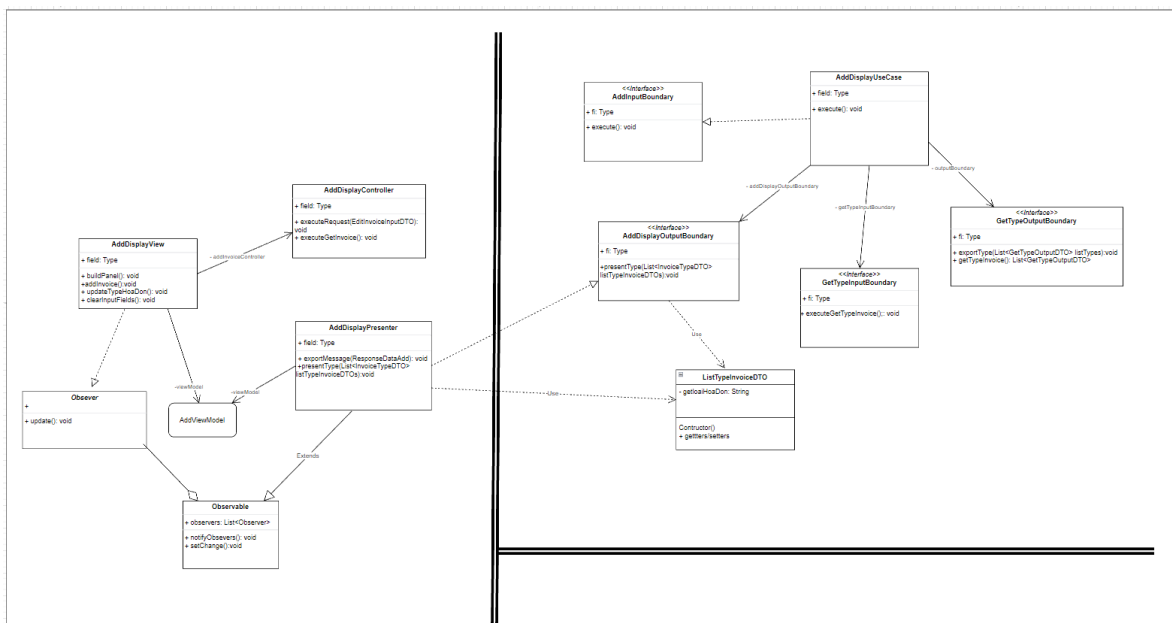 AddDisplayUseCase
+ field: Type
+ execute(): void
<<Interface>>
AddInputBoundary
+ fi: Type
+ execute(): void
- outputBoundary
- addDisplayOutputBoundary
- getTypeInputBoundary
AddDisplayController
+ field: Type
+ executeRequest(EditInvoiceInputDTO):
void
+ executeGetInvoice(): void
<<Interface>>
GetTypeOutputBoundary
+ fi: Type
+ exportType(List<GetTypeOutputDTO> listTypes):void
+ getTypeInvoice(): List<GetTypeOutputDTO>
<<Interface>>
AddDisplayOutputBoundary
+ fi: Type
+presentType(List<InvoiceTypeDTO>
listTypeInvoiceDTOs):void
AddDisplayView
+ field: Type
+ buildPanel(): void
+addInvoice(): void
+ updateTypeHoaDon(): void
+ clearInputFields(): void
- addInvoiceController
<<Interface>>
GetTypeInputBoundary
+ fi: Type
+ executeGetTypeInvoice();: void
AddDisplayPresenter
+ field: Type
+ exportMessage(ResponseDataAdd): void
+presentType(List<InvoiceTypeDTO>
listTypeInvoiceDTOs):void
Use
ListTypeInvoiceDTO
- getloaiHoaDon: String
Contructor()
+ gettters/setters
-viewModel
-viewModel
Use
Obsever
+
+ update(): void
AddViewModel
Extends
Observable
+ observers: List<Observer>
+ notifyObsevers(): void
+ setChange():void